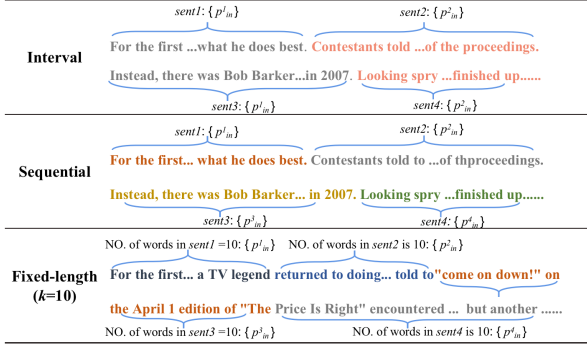 sent1: { p¹ᵢₙ} sent2: { p²ᵢₙ}
Interval
For the first ...what he does best. Contestants told ...of the proceedings.
Instead, there was Bob Barker...in 2007. Looking spry ...finished up......
sent3: { p¹ᵢₙ} sent4: { p²ᵢₙ}
sent1: { p¹ᵢₙ} sent2: { p²ᵢₙ}
Sequential
For the first... what he does best. Contestants told to ...of thproceedings.
Instead, there was Bob Barker... in 2007. Looking spry ...finished up......
sent3: { p³ᵢₙ} sent4: { p⁴ᵢₙ}
NO. of words in sent1 =10: { p¹ᵢₙ} NO. of words in sent2 is 10: { p²ᵢₙ}
Fixed-length
(k=10)
For the first... a TV legend returned to doing... told to"come on down!" on
the April 1 edition of "The Price Is Right" encountered ... but another ......
NO. of words in sent3 =10: { p³ᵢₙ} NO. of words in sent4 is 10: { p⁴ᵢₙ}